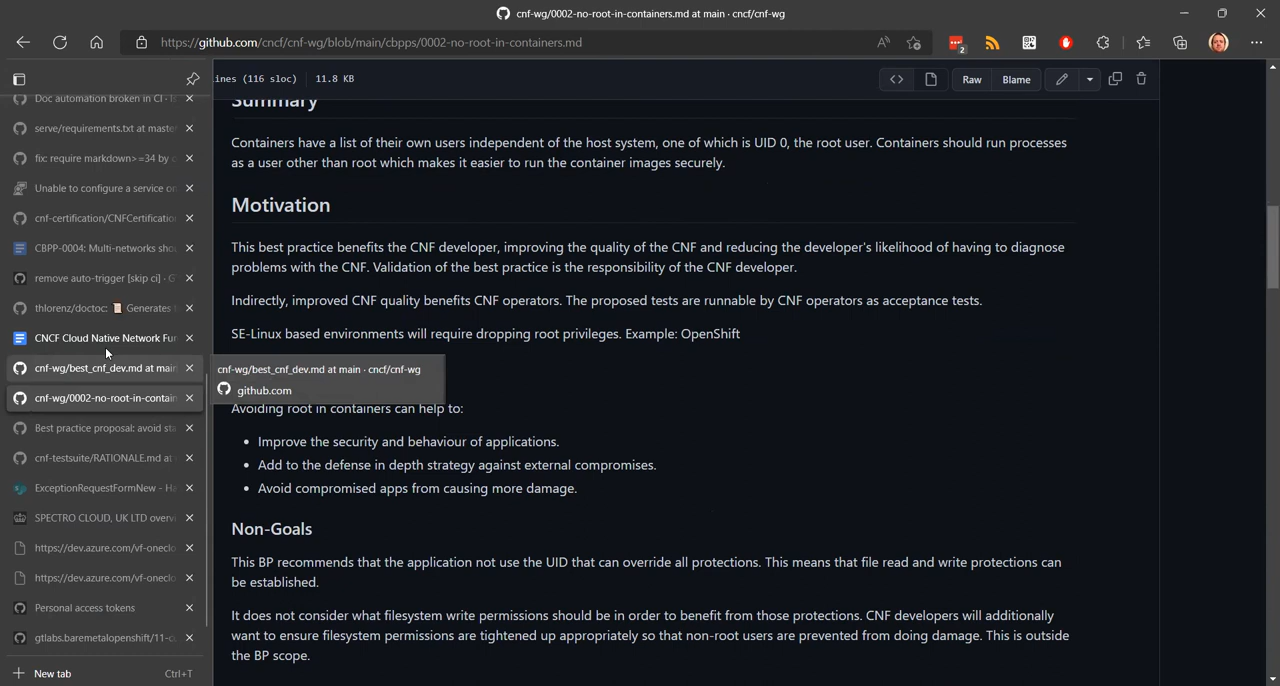 cnf-wg/0002-no-root-in-containers.md at main · cncf/cnf-wg
https://github.com/cncf/cnf-wg/blob/main/cbpps/0002-no-root-in-containers.md
2
ines (116 sloc) 11.8 KB
Raw
Blame
Doc automation broken in CI ·
serve/requirements.txt at master
fix: require markdown>=34 by
Unable to configure a service on
cnf-certification/CNFCertification
CBPP-0004: Multi-networks shou
remove auto-trigger [skip ci] · G
thlorenz/doctoc: 📜 Generates
CNCF Cloud Native Network Fun
cnf-wg/best_cnf_dev.md at main
cnf-wg/0002-no-root-in-contain
Best practice proposal: avoid sta
cnf-testsuite/RATIONALE.md at
ExceptionRequestFormNew - H
SPECTRO CLOUD, UK LTD overv
https://dev.azure.com/vf-oneclo
https://dev.azure.com/vf-oneclo
Personal access tokens
gtlabs.baremetalopenshift/11-c
New tab Ctrl+T
Summary
Containers have a list of their own users independent of the host system, one of which is UID 0, the root user. Containers should run processes
as a user other than root which makes it easier to run the container images securely.
Motivation
This best practice benefits the CNF developer, improving the quality of the CNF and reducing the developer's likelihood of having to diagnose
problems with the CNF. Validation of the best practice is the responsibility of the CNF developer.
Indirectly, improved CNF quality benefits CNF operators. The proposed tests are runnable by CNF operators as acceptance tests.
SE-Linux based environments will require dropping root privileges. Example: OpenShift
cnf-wg/best_cnf_dev.md at main · cncf/cnf-wg
github.com
Avoiding root in containers can help to:
• Improve the security and behaviour of applications.
• Add to the defense in depth strategy against external compromises.
• Avoid compromised apps from causing more damage.
Non-Goals
This BP recommends that the application not use the UID that can override all protections. This means that file read and write protections can
be established.
It does not consider what filesystem write permissions should be in order to benefit from those protections. CNF developers will additionally
want to ensure filesystem permissions are tightened up appropriately so that non-root users are prevented from doing damage. This is outside
the BP scope.